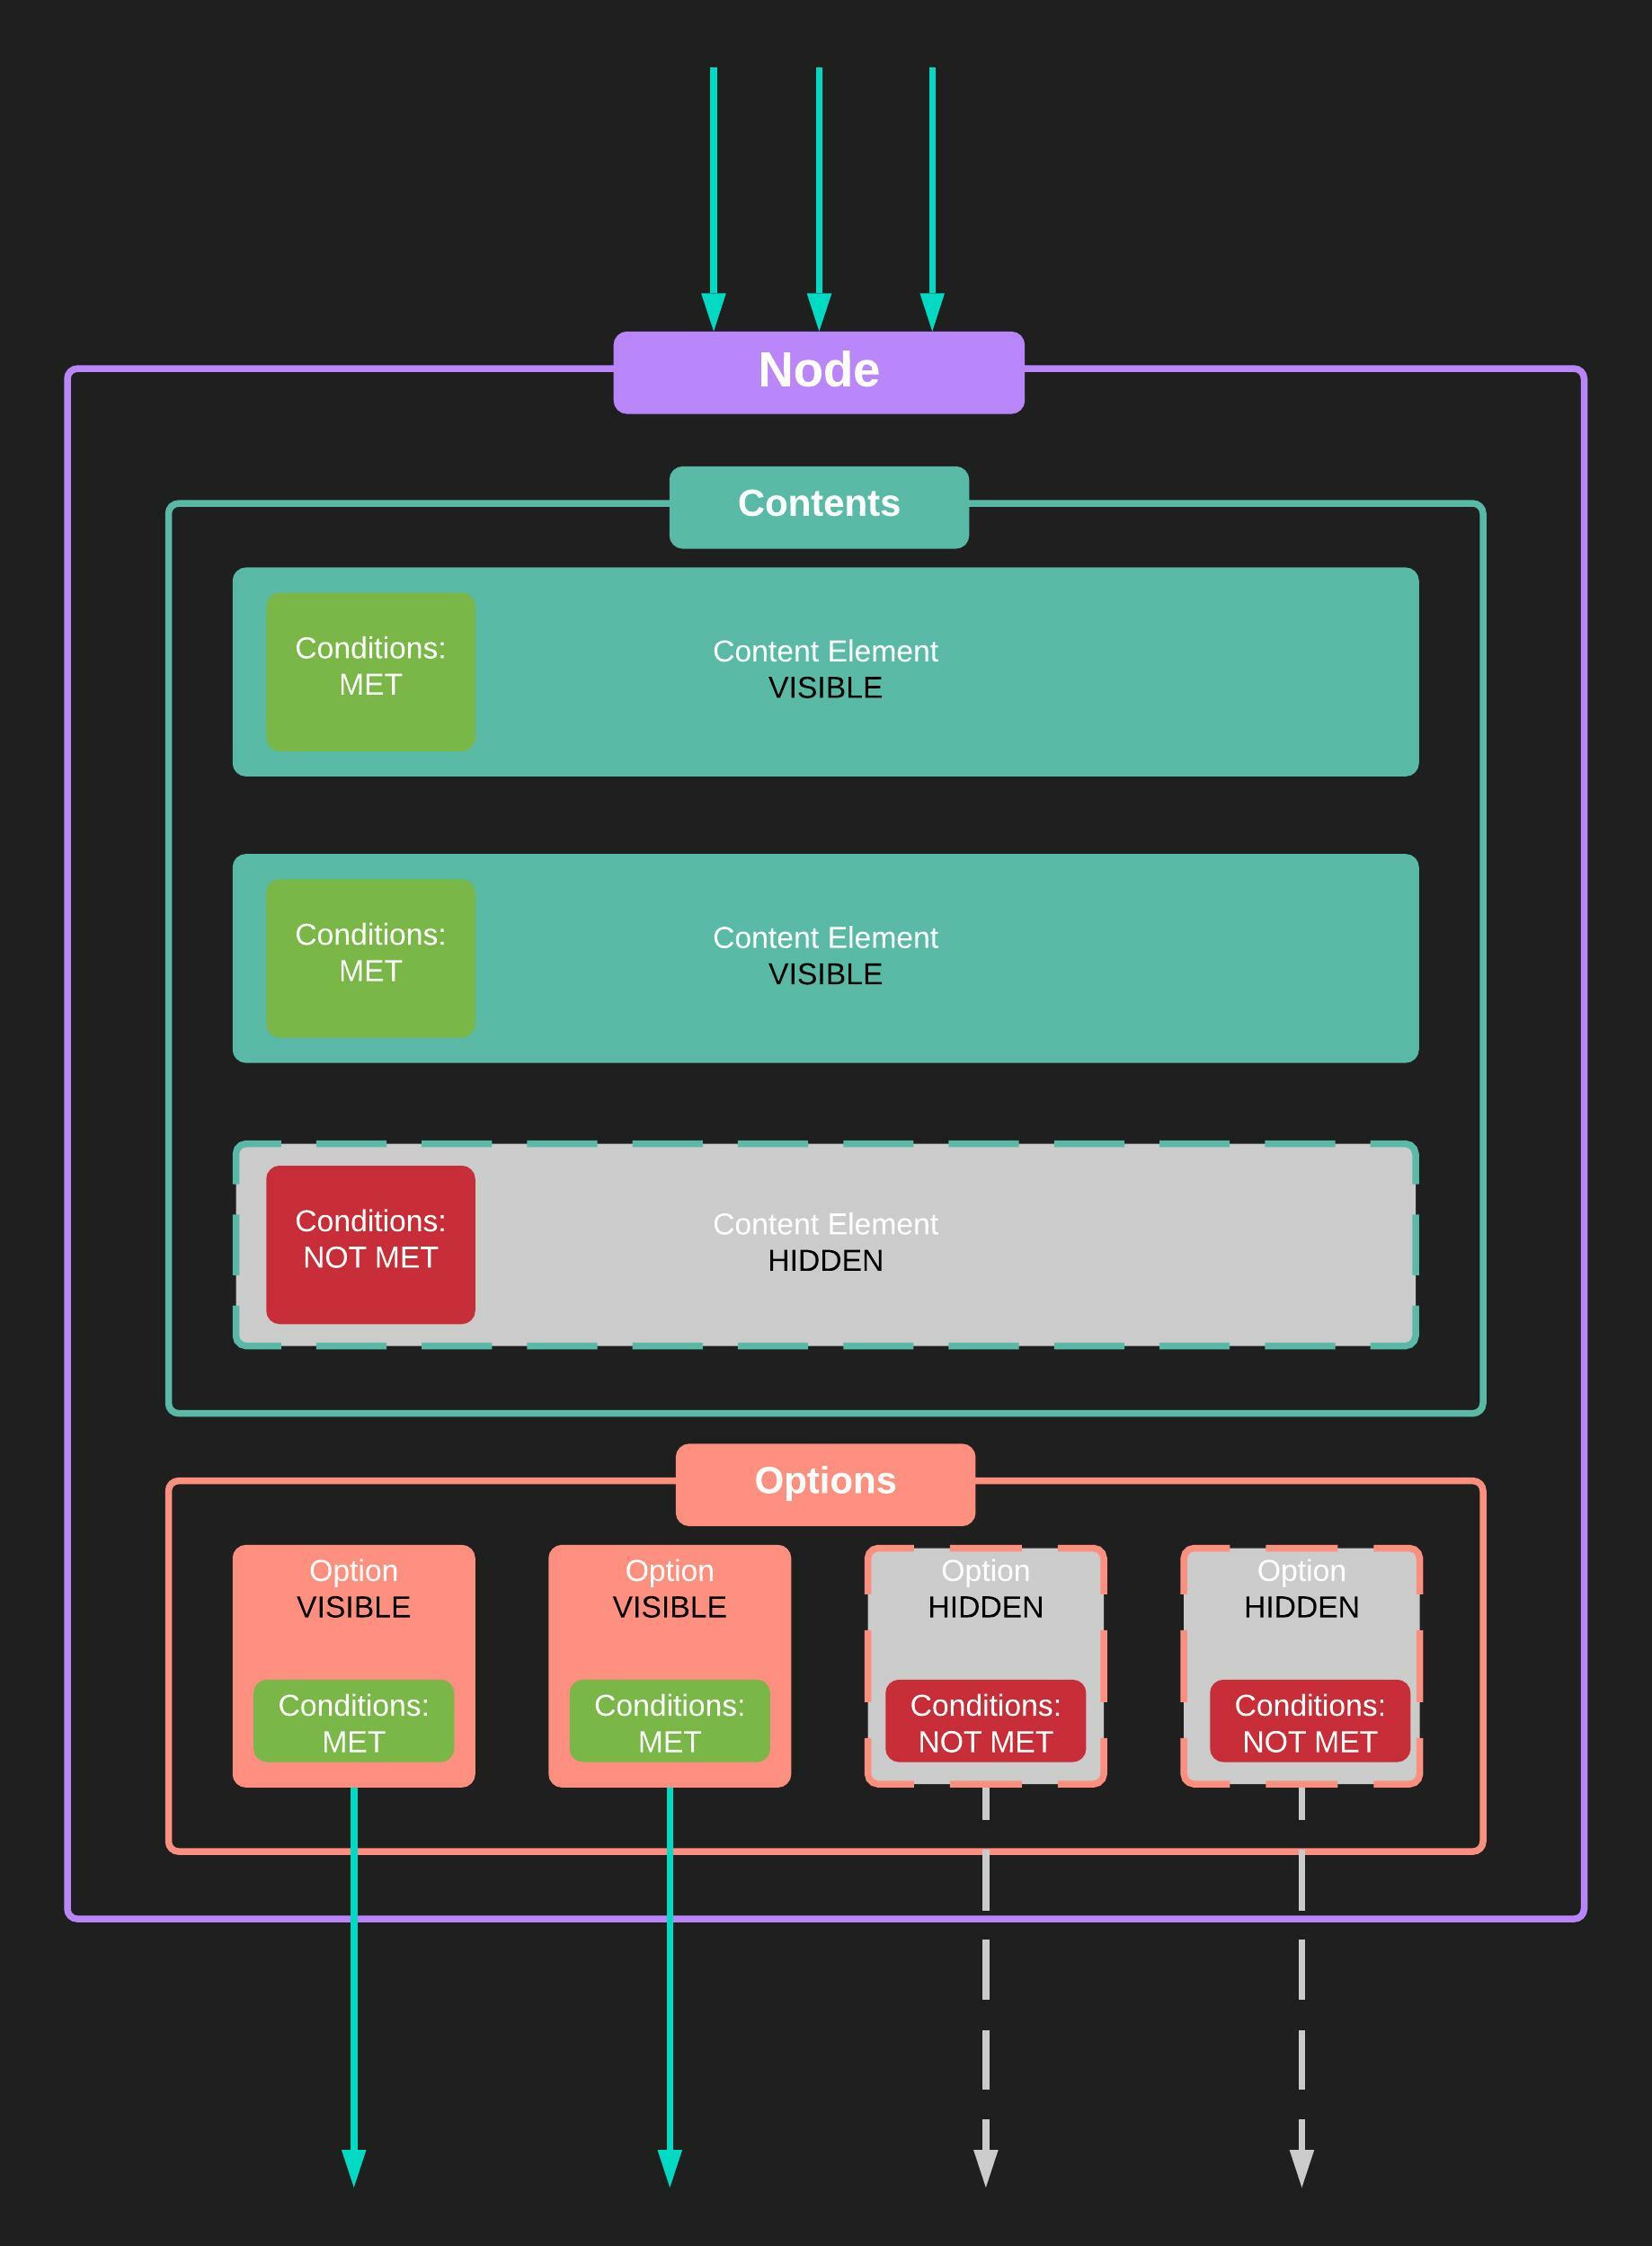 Node
Contents
Conditions:
MET
Content Element
VISIBLE
Conditions:
MET
Content Element
VISIBLE
Conditions:
NOT MET
Content Element
HIDDEN
Options
Option
VISIBLE
Conditions:
MET
Option
VISIBLE
Conditions:
MET
Option
HIDDEN
Conditions:
NOT MET
Option
HIDDEN
Conditions:
NOT MET